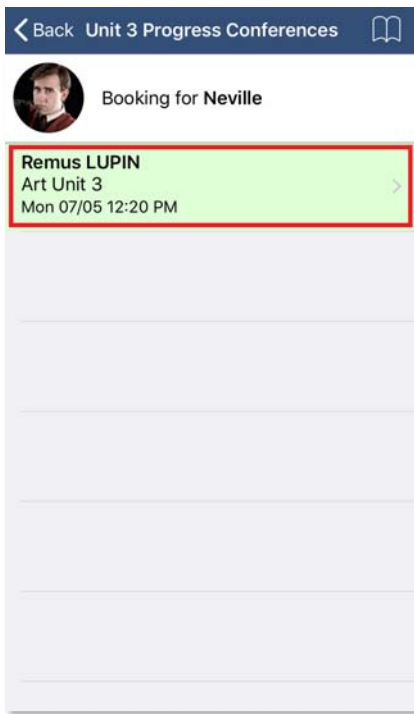 Back Unit 3 Progress Conferences
Booking for Neville
Remus LUPIN
Art Unit 3
Mon 07/05 12:20 PM